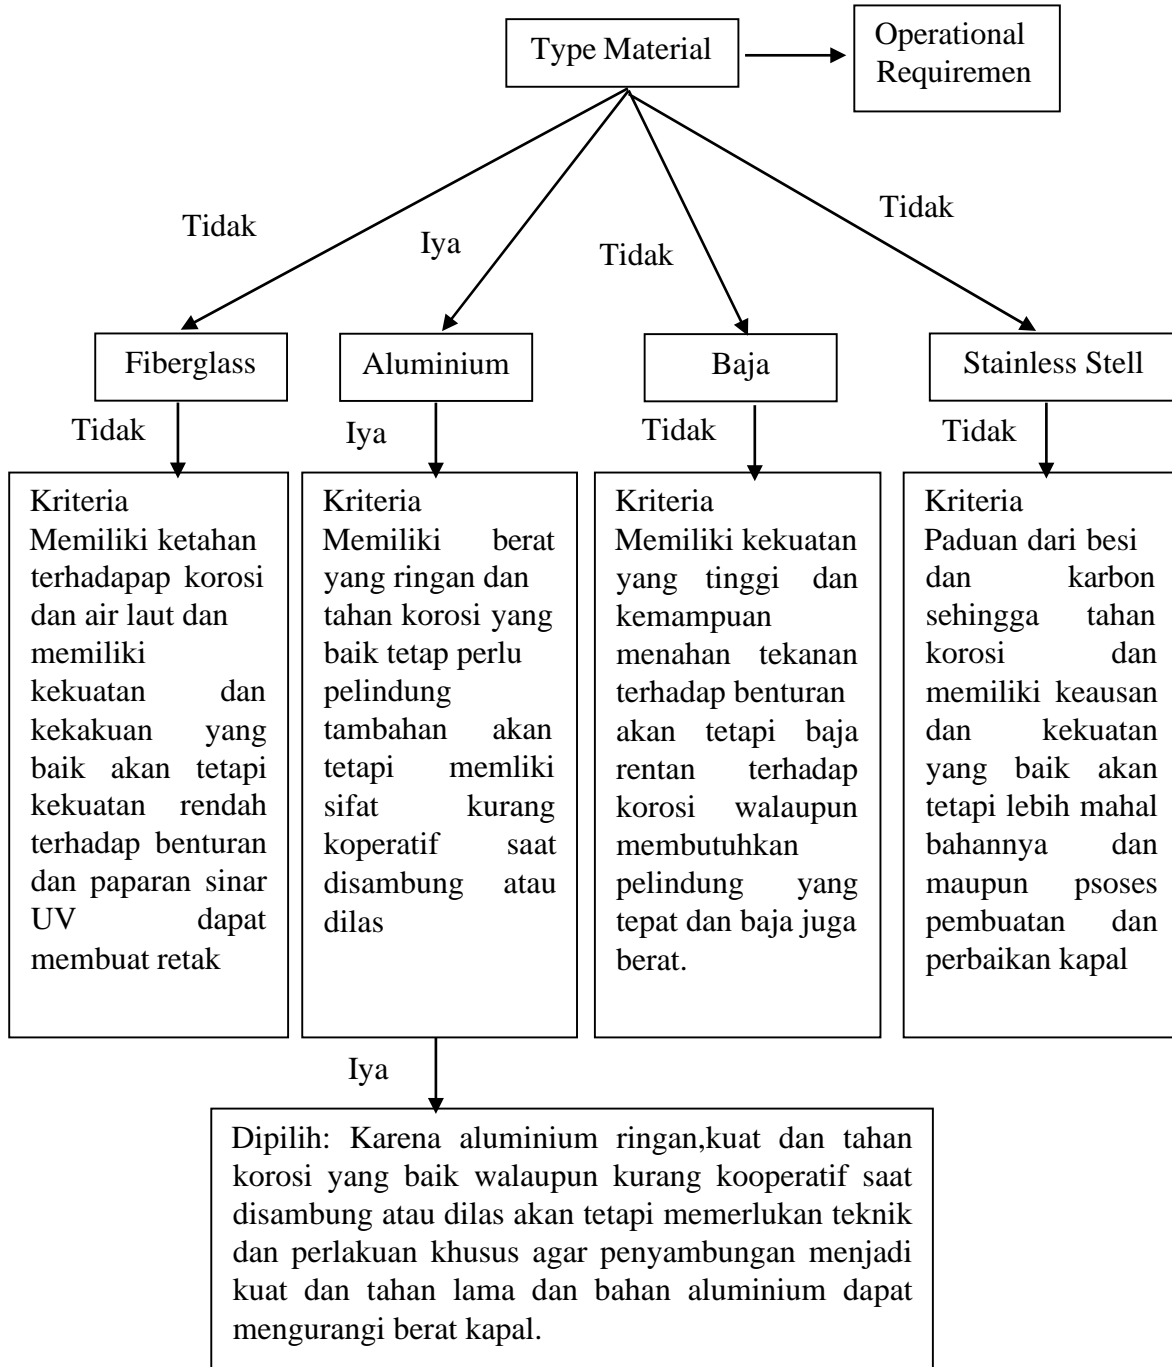 Type Material
Operational
Requiremen
Tidak
Iya
Tidak
Tidak
Fiberglass
Aluminium
Baja
Stainless Stell
Tidak
Iya
Tidak
Tidak
Kriteria
Memiliki ketahan
terhadapap korosi
dan air laut dan
memiliki
kekuatan dan
kekakuan yang
baik akan tetapi
kekuatan rendah
terhadap benturan
dan paparan sinar
UV dapat
membuat retak
Kriteria
Memiliki berat
yang ringan dan
tahan korosi yang
baik tetap perlu
pelindung
tambahan akan
tetapi memliki
sifat kurang
koperatif saat
disambung atau
dilas
Kriteria
Memiliki kekuatan
yang tinggi dan
kemampuan
menahan tekanan
terhadap benturan
akan tetapi baja
rentan terhadap
korosi walaupun
membutuhkan
pelindung yang
tepat dan baja juga
berat.
Kriteria
Paduan dari besi
dan karbon
sehingga tahan
korosi dan
memiliki keausan
dan kekuatan
yang baik akan
tetapi lebih mahal
bahannya dan
maupun psoses
pembuatan dan
perbaikan kapal
Iya
Dipilih: Karena aluminium ringan,kuat dan tahan
korosi yang baik walaupun kurang kooperatif saat
disambung atau dilas akan tetapi memerlukan teknik
dan perlakuan khusus agar penyambungan menjadi
kuat dan tahan lama dan bahan aluminium dapat
mengurangi berat kapal.